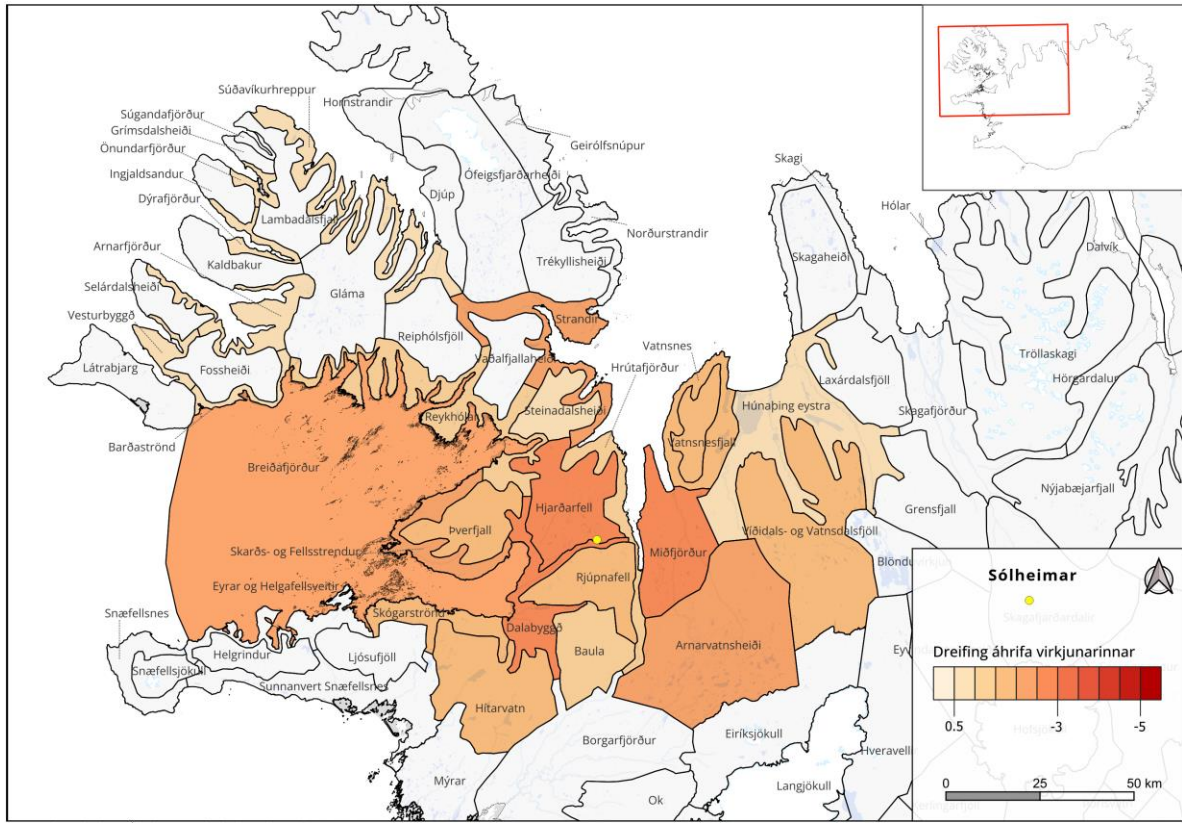 Súðavíkurhreppur
Súgandafjörður
Grímsdalsheiði
Önundarfjörður
Ingjaldsandur
Dýrafjörður
Lambadalsfjall
Arnarfjörður
Kaldbakur
Selárdalsheiði
Vesturbyggð
Gláma
Látrabjarg
Fossheiði
Barðaströnd
Hornstrandir
Geirólfsnúpur
Ófeigsfjarðarheiði
Djúp
Norðurstrandir
Trékyllisheiði
Strandir
Reiphólsfjöll
Vaðalfjallaheiði
Vatnsnes
Hrútafjörður
Steinadalsheiði
Reykhólar
Breiðafjörður
Skagi
Hólar
Dalvík
Skagaheiði
Tröllaskagi
Laxárdalsfjöll
Hörgardalur
Skagafjörður
Húnaþing eystra
Vatnsnesfjall
Nýjabæjarfjall
Grensfjall
Hjarðarfell
Þverfjall
Miðfjörður
Víðidals- og Vatnsdalsfjöll
Skarðs- og Fellsstrendur
Rjúpnafell
Eyrar og Helgafellsveitir
Snæfellsnes
Skógarströnd
Dalabyggð
Baula
Arnarvatnsheiði
Helgrindur
Ljósufjöll
Snæfellsjökull
Sunnanvert Snæfellsnes
Hítarvatn
Borgarfjörður
Eiríksjökull
Hveravellir
Mýrar
Ok
Langjökull
Sólheimar
Skagafjarðardalir
Dreifing áhrifa virkjunarinnar
0.5 -3 -5
0 25 50 km